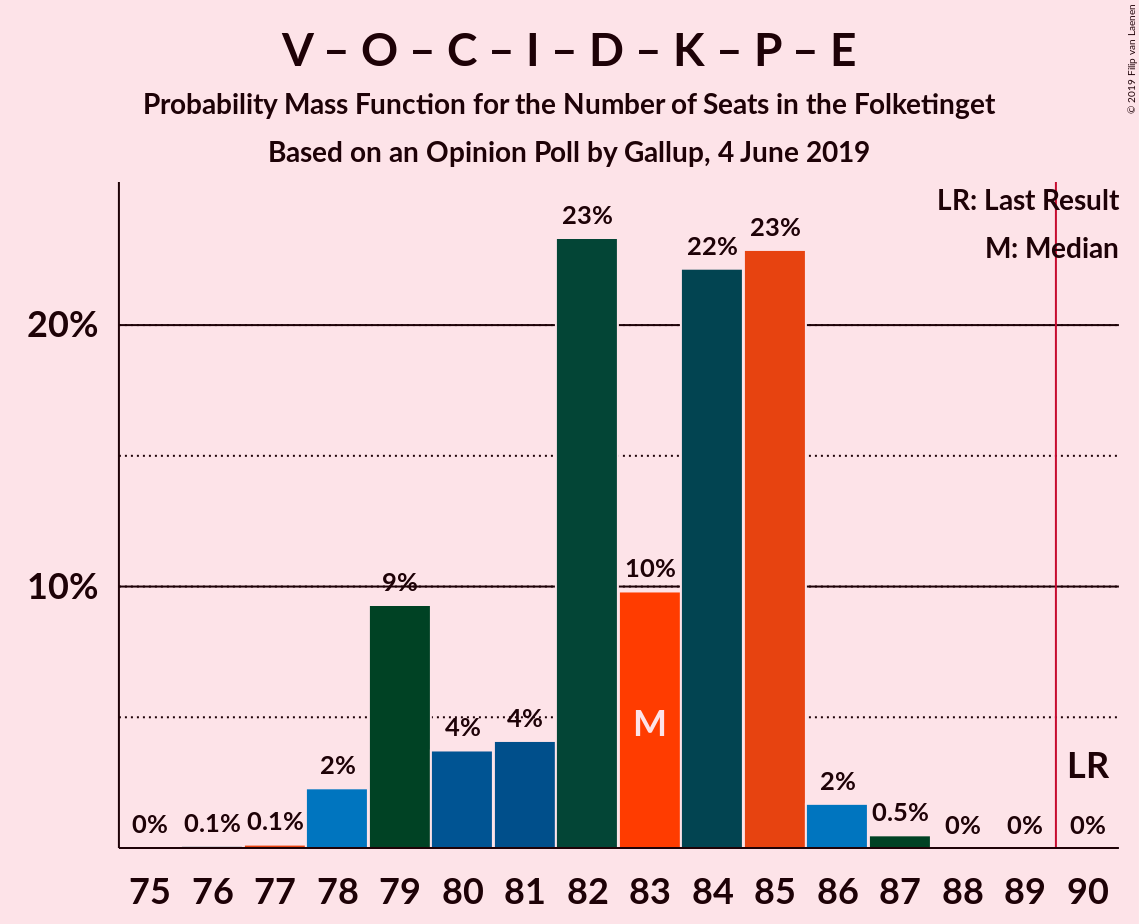 V – O – C – I – D – K – P – E
Probability Mass Function for the Number of Seats in the Folketinget
Based on an Opinion Poll by Gallup, 4 June 2019
© 2019 Filip van Laenen
LR: Last Result
M: Median
20%
10%
0% 0.1% 0.1% 2% 9% 4% 4% 23% 10% 22% 23% 2% 0.5% 0% 0% 0%
M
LR
75 76 77 78 79 80 81 82 83 84 85 86 87 88 89 90